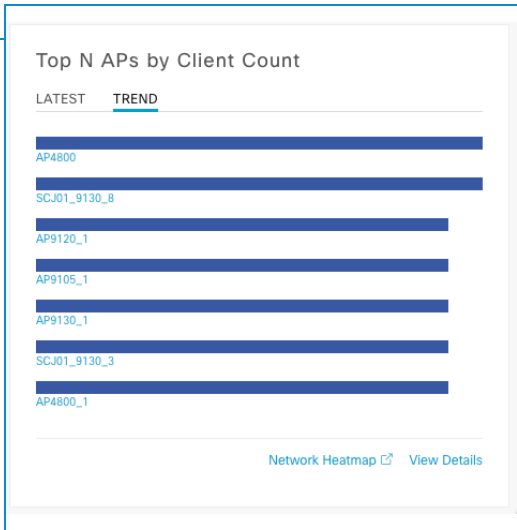 Top N APs by Client Count
LATEST TREND
AP4800
SCJ01_9130_8
AP9120_1
AP9105_1
AP9130_1
SCJ01_9130_3
AP4800_1
Network Heatmap View Details